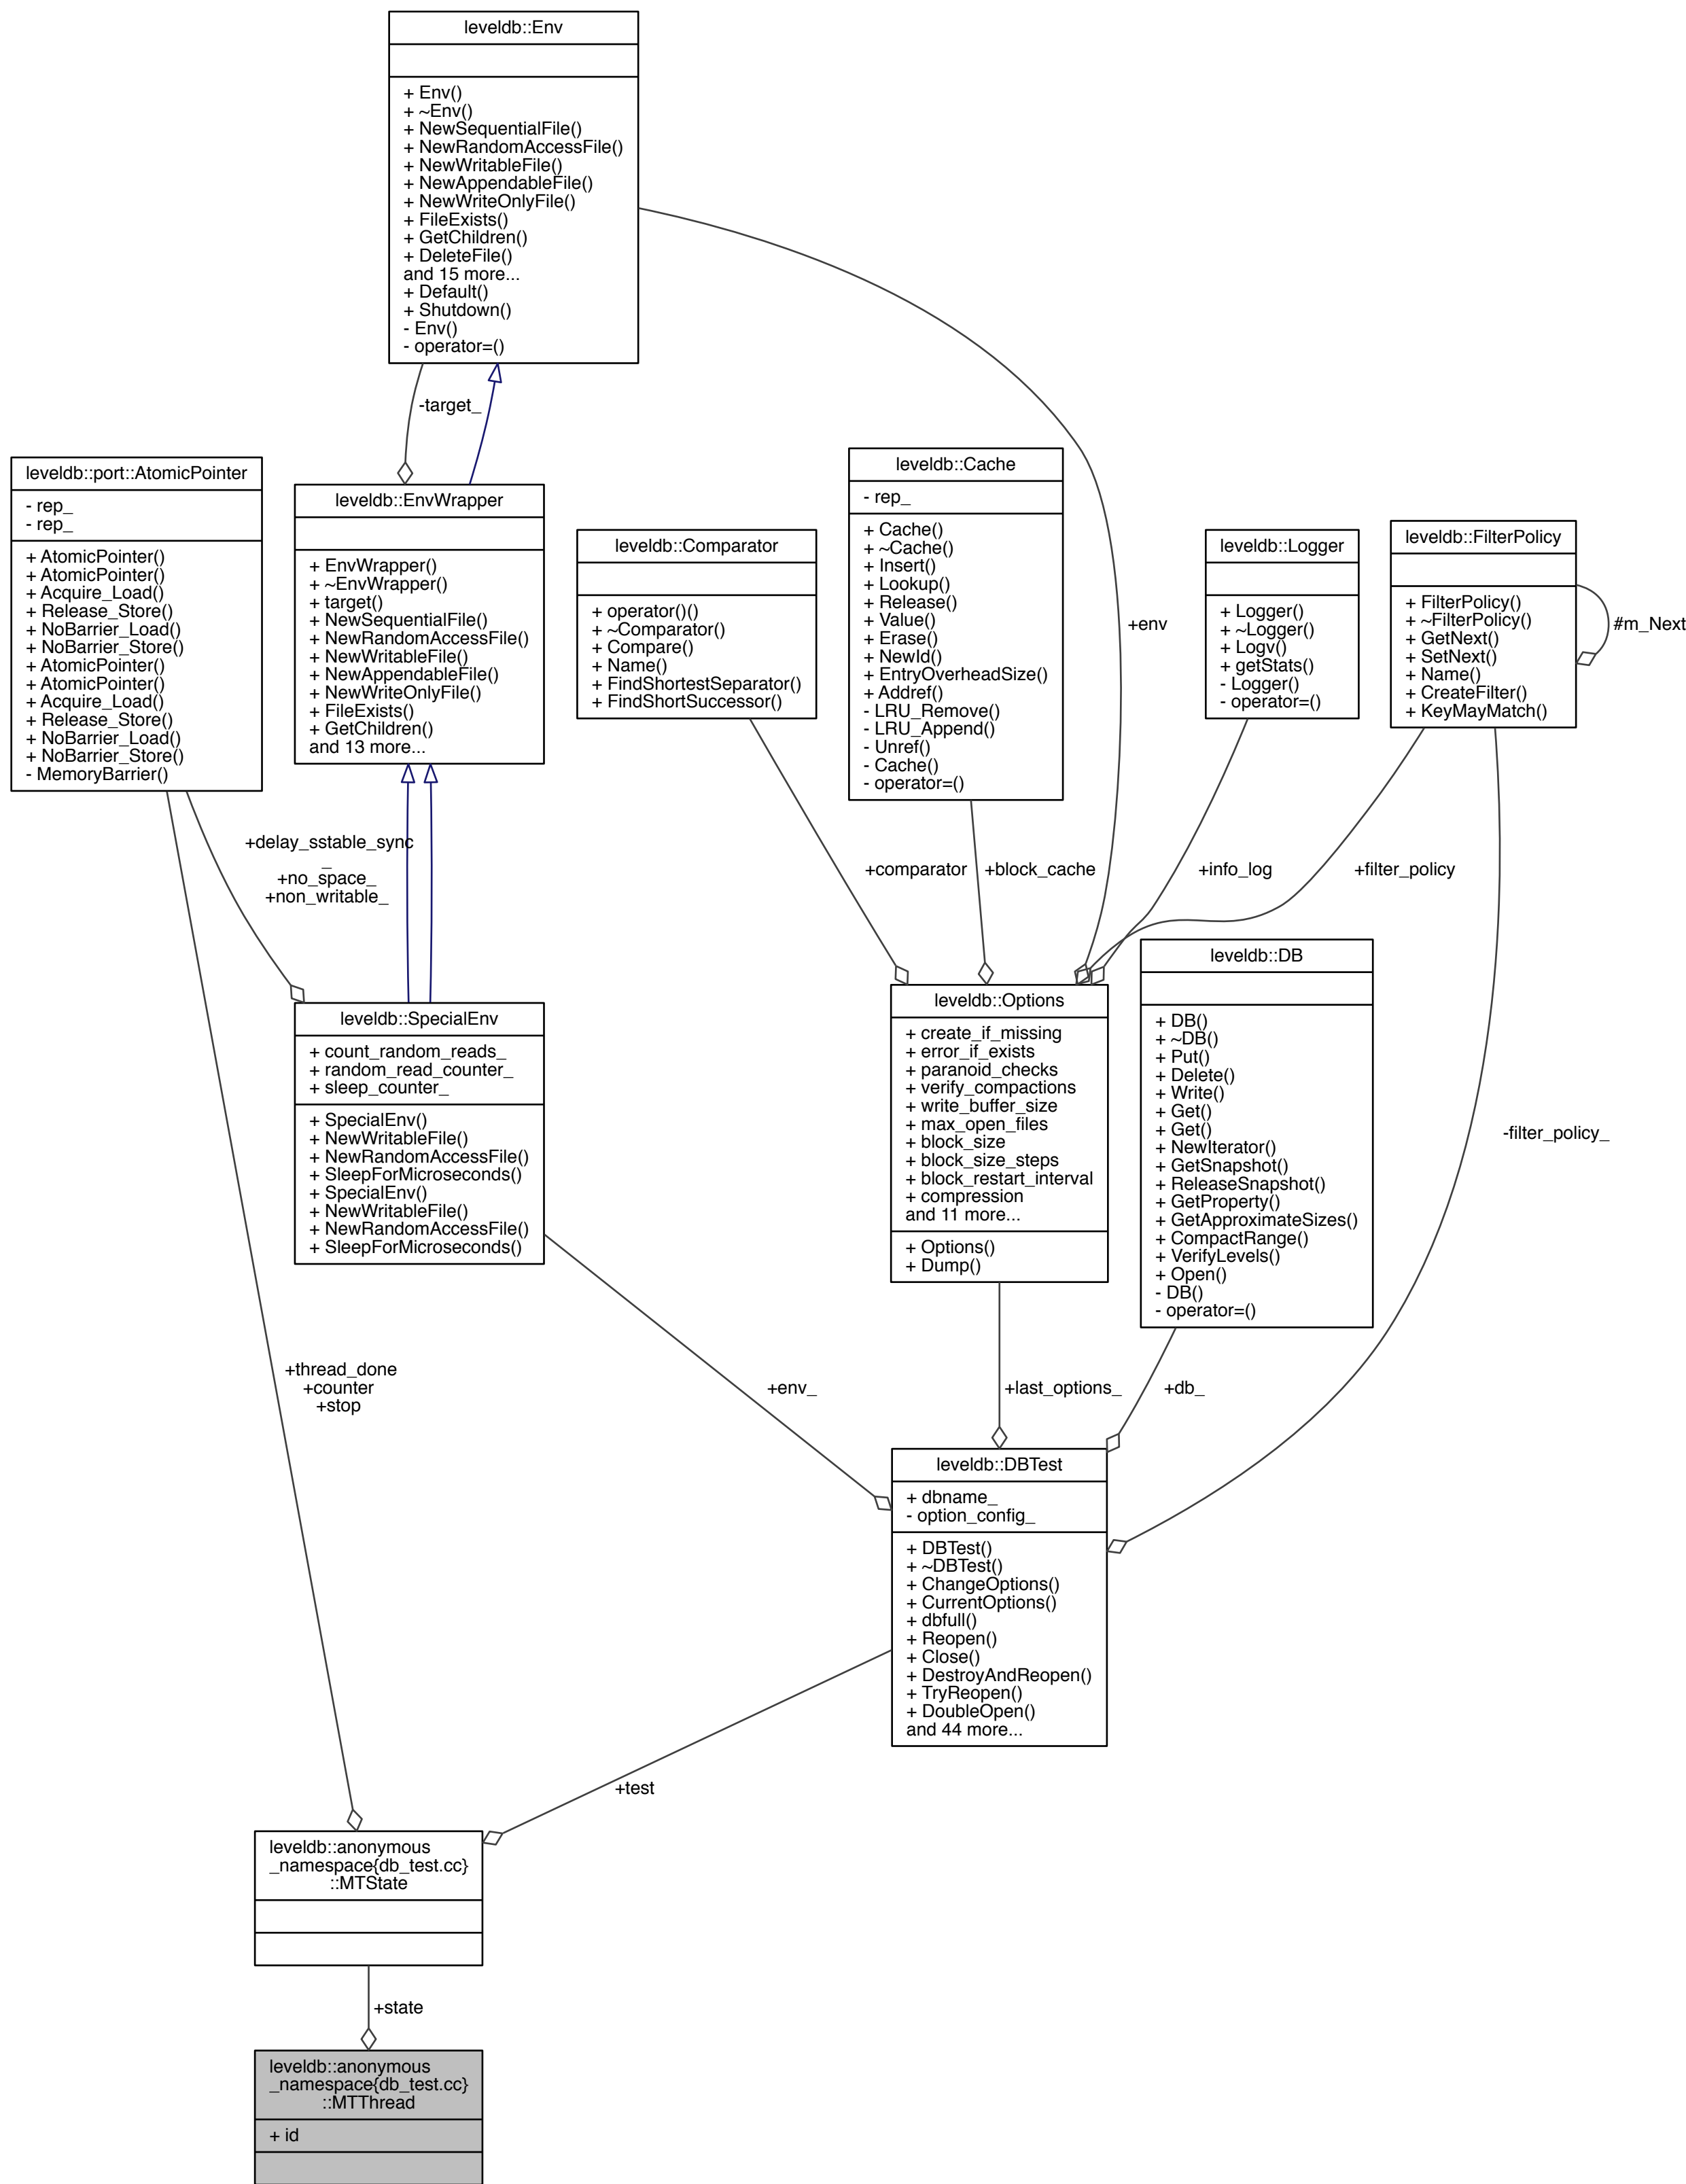 leveldb::Env
+ Env()
+ ~Env()
+ NewSequentialFile()
+ NewRandomAccessFile()
+ NewWritableFile()
+ NewAppendableFile()
+ NewWriteOnlyFile()
+ FileExists()
+ GetChildren()
+ DeleteFile()
and 15 more...
+ Default()
+ Shutdown()
- Env()
- operator=()
-target_
+env
leveldb::port::AtomicPointer
- rep_
- rep_
+ AtomicPointer()
+ AtomicPointer()
+ Acquire_Load()
+ Release_Store()
+ NoBarrier_Load()
+ NoBarrier_Store()
+ AtomicPointer()
+ AtomicPointer()
+ Acquire_Load()
+ Release_Store()
+ NoBarrier_Load()
+ NoBarrier_Store()
- MemoryBarrier()
leveldb::EnvWrapper
+ EnvWrapper()
+ ~EnvWrapper()
+ target()
+ NewSequentialFile()
+ NewRandomAccessFile()
+ NewWritableFile()
+ NewAppendableFile()
+ NewWriteOnlyFile()
+ FileExists()
+ GetChildren()
and 13 more...
leveldb::Comparator
+ operator()()
+ ~Comparator()
+ Compare()
+ Name()
+ FindShortestSeparator()
+ FindShortSuccessor()
leveldb::Cache
- rep_
+ Cache()
+ ~Cache()
+ Insert()
+ Lookup()
+ Release()
+ Value()
+ Erase()
+ NewId()
+ EntryOverheadSize()
+ Addref()
- LRU_Remove()
- LRU_Append()
- Unref()
- Cache()
- operator=()
leveldb::Logger
+ Logger()
+ ~Logger()
+ Logv()
+ getStats()
- Logger()
- operator=()
leveldb::FilterPolicy
+ FilterPolicy()
+ ~FilterPolicy()
+ GetNext()
+ SetNext()
+ Name()
+ CreateFilter()
+ KeyMayMatch()
#m_Next
+delay_sstable_sync
_
+no_space_
+non_writable_
+comparator
+block_cache
+info_log
+filter_policy
leveldb::SpecialEnv
+ count_random_reads_
+ random_read_counter_
+ sleep_counter_
+ SpecialEnv()
+ NewWritableFile()
+ NewRandomAccessFile()
+ SleepForMicroseconds()
+ SpecialEnv()
+ NewWritableFile()
+ NewRandomAccessFile()
+ SleepForMicroseconds()
leveldb::Options
+ create_if_missing
+ error_if_exists
+ paranoid_checks
+ verify_compactions
+ write_buffer_size
+ max_open_files
+ block_size
+ block_size_steps
+ block_restart_interval
+ compression
and 11 more...
+ Options()
+ Dump()
leveldb::DB
+ DB()
+ ~DB()
+ Put()
+ Delete()
+ Write()
+ Get()
+ Get()
+ NewIterator()
+ GetSnapshot()
+ ReleaseSnapshot()
+ GetProperty()
+ GetApproximateSizes()
+ CompactRange()
+ VerifyLevels()
+ Open()
- DB()
- operator=()
-filter_policy_
+thread_done
+counter
+stop
+env_
+last_options_
+db_
leveldb::DBTest
+ dbname_
- option_config_
+ DBTest()
+ ~DBTest()
+ ChangeOptions()
+ CurrentOptions()
+ dbfull()
+ Reopen()
+ Close()
+ DestroyAndReopen()
+ TryReopen()
+ DoubleOpen()
and 44 more...
+test
leveldb::anonymous
_namespace{db_test.cc}
::MTState
+state
leveldb::anonymous
_namespace{db_test.cc}
::MTThread
+ id